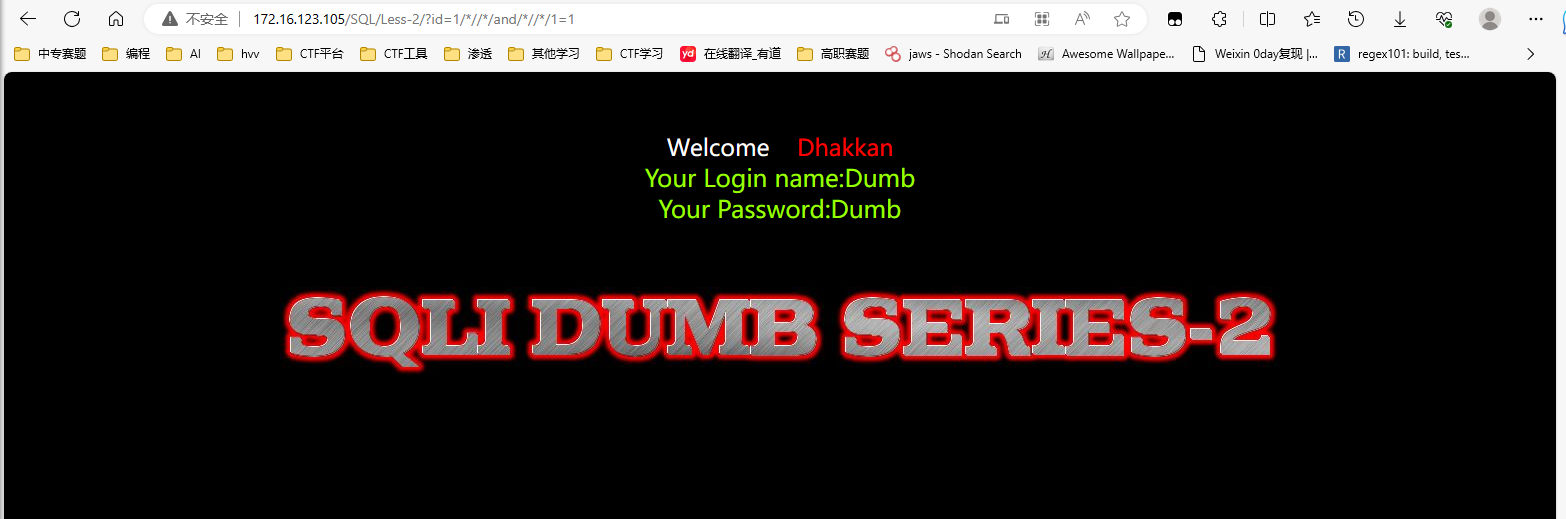 不安全 172.16.123.105/SQL/Less-2/?id=1/*//*/and/*//*/1=1
中专赛题 编程 AI hvv CTF平台 CTF工具 渗透 其他学习 CTF学习 yd 在线翻译_有道 高职赛题 jaws - Shodan Search H Awesome Wallpape... Weixin 0day复现 |... R regex101: build, tes...
Welcome Dhakkan
Your Login name:Dumb
Your Password:Dumb
SQLI DUMB SERIES-2